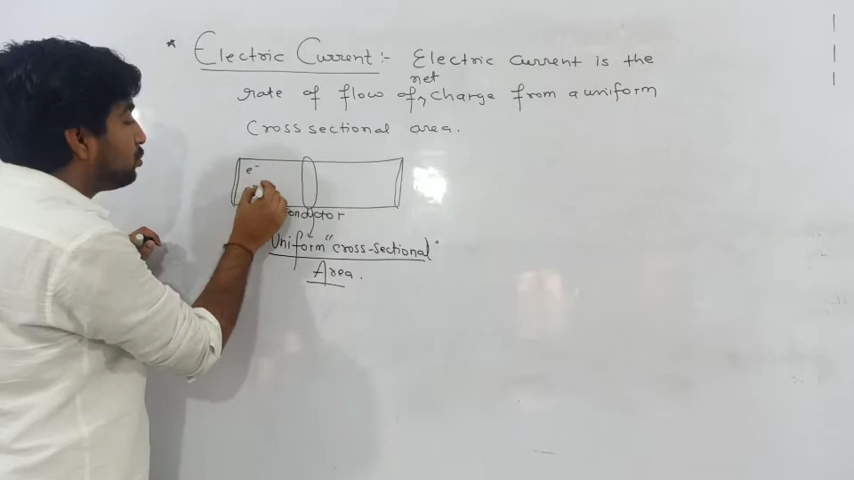 * Electric Current :- Electric current is the
net
rate of flow of ^ charge from a uniform
Cross sectional area.
e⁻
onductor
Uniform "cross-sectional"
Area.